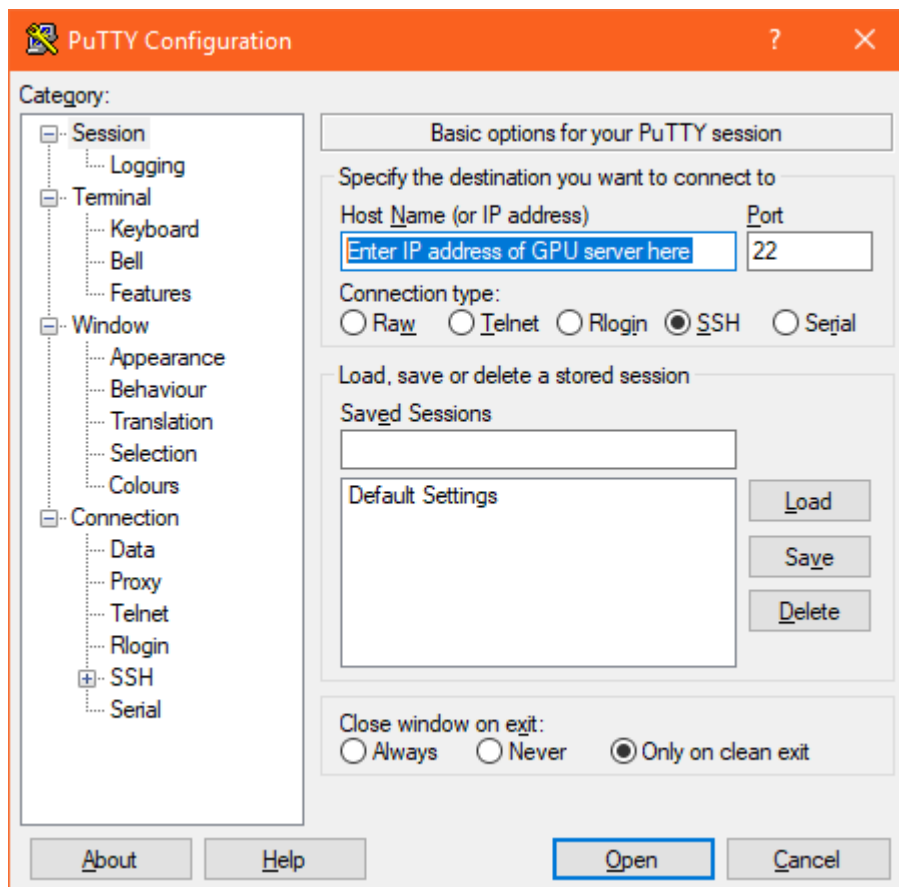 PuTTY Configuration
?
Category:
Session
Logging
Terminal
Keyboard
Bell
Features
Window
Appearance
Behaviour
Translation
Selection
Colours
Connection
Data
Proxy
Telnet
Rlogin
SSH
Serial
Basic options for your PuTTY session
Specify the destination you want to connect to
Host Name (or IP address) Port
Enter IP address of GPU server here 22
Connection type:
Raw Telnet Rlogin SSH Serial
Load, save or delete a stored session
Saved Sessions
Default Settings
Load
Save
Delete
Close window on exit:
Always Never Only on clean exit
About Help Open Cancel